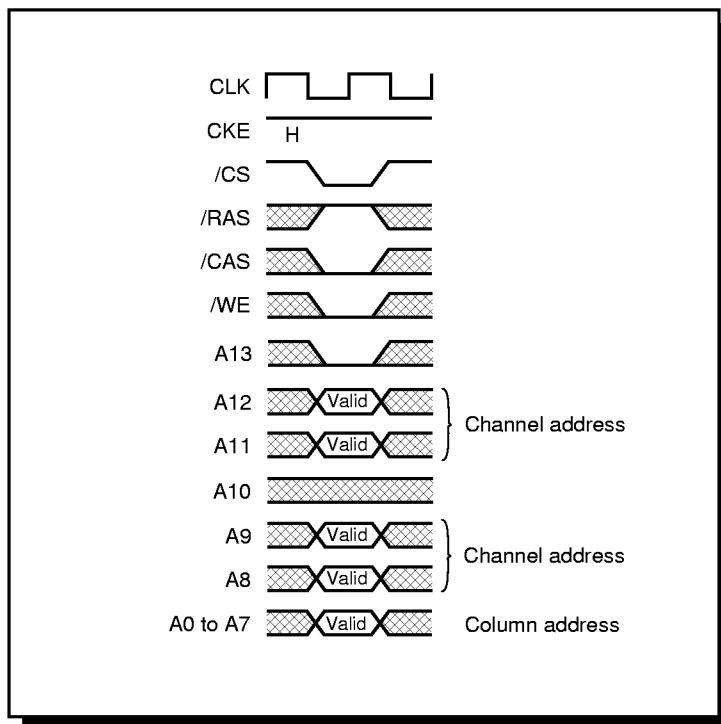 CLK
CKE H
/CS
/RAS
/CAS
/WE
A13
A12 Valid
Channel address
A11 Valid
A10
A9 Valid
Channel address
A8 Valid
A0 to A7 Valid Column address